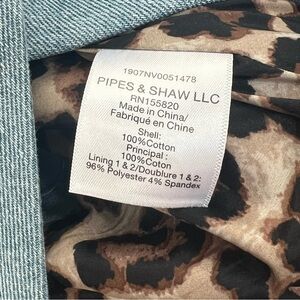 1907NV0051478
PIPES & SHAW LLC
RN155820
Made in China/
Fabriqué en Chine
Shell:
100%Cotton
Principal :
100%Coton
Lining 1 & 2/Doublure 1 & 2:
96% Polyester 4% Spandex